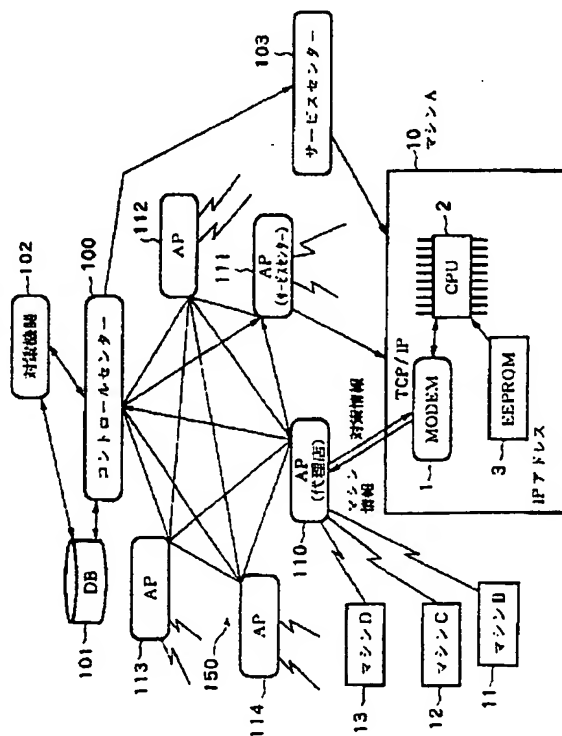 102
対策機関
100
コントロールセンター
DB
101
103
サービスセンター
AP
112
AP
(サービスセンター)
111
AP
113
AP
114
150
AP
(代理店)
110
マシン
情報
対策情報
TCP/IP
10
マシンA
CPU
2
MODEM
1
EEPROM
3
IPアドレス
マシンD
13
マシンC
12
マシンB
11